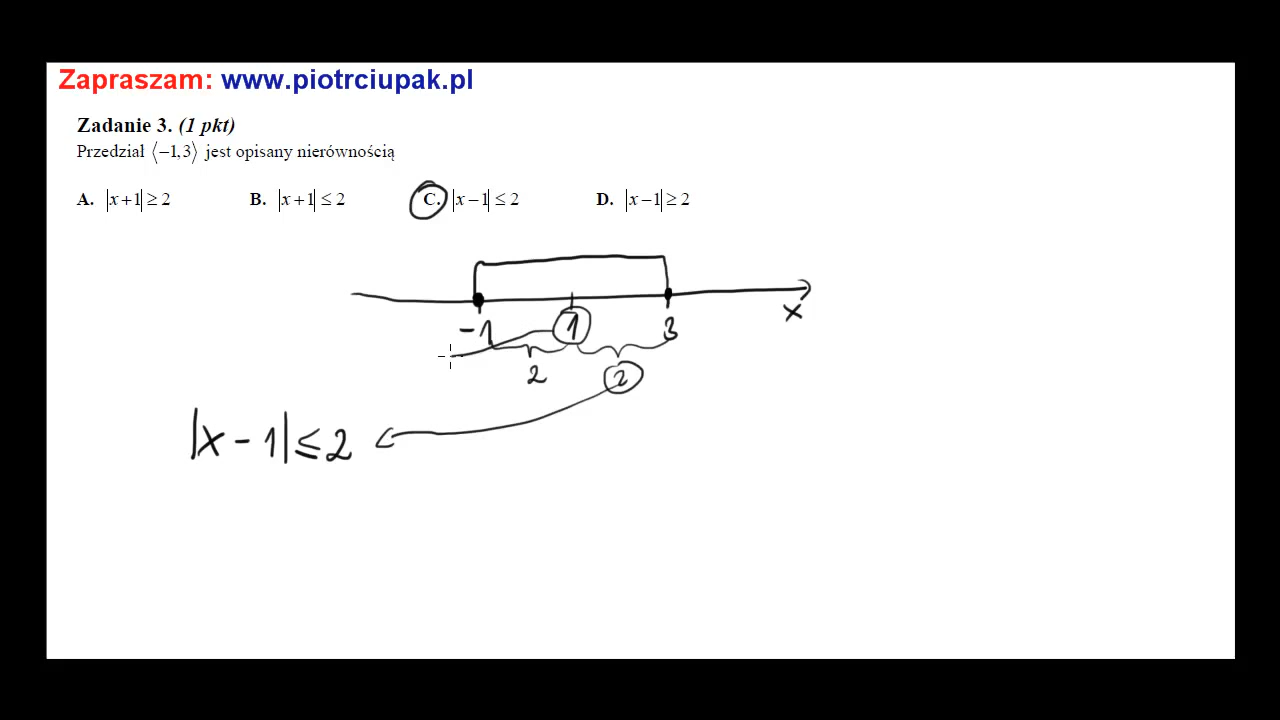 Zapraszam: www.piotrciupak.pl
Zadanie 3. (1 pkt)
Przedział ⟨−1,3⟩ jest opisany nierównością
A. |x+1| ≥ 2 B. |x+1| ≤ 2 C. |x−1| ≤ 2 D. |x−1| ≥ 2
x
-1 1 3
2 2
|x - 1| ≤ 2